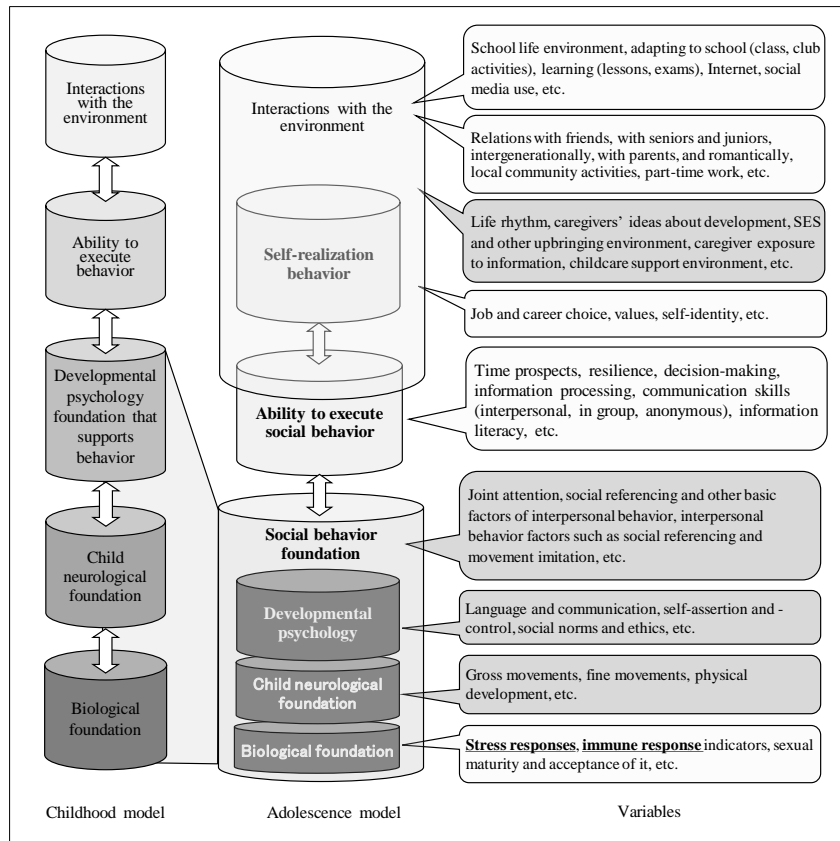 Interactions
with the
environment
Ability to
execute
behavior
Developmental
psychology
foundation that
supports
behavior
Child
neurological
foundation
Biological
foundation
Childhood model
Interactions with the
environment
Self-realization
behavior
Ability to execute
social behavior
Social behavior
foundation
Developmental
psychology
Child neurological
foundation
Biological foundation
Adolescence model
School life environment, adapting to school (class, club
activities), learning (lessons, exams), Internet, social
media use, etc.
Relations with friends, with seniors and juniors,
intergenerationally, with parents, and romantically,
local community activities, part-time work, etc.
Life rhythm, caregivers’ ideas about development, SES
and other upbringing environment, caregiver exposure
to information, childcare support environment, etc.
Job and career choice, values, self-identity, etc.
Time prospects, resilience, decision-making,
information processing, communication skills
(interpersonal, in group, anonymous), information
literacy, etc.
Joint attention, social referencing and other basic
factors of interpersonal behavior, interpersonal
behavior factors such as social referencing and
movement imitation, etc.
Language and communication, self-assertion and -
control, social norms and ethics, etc.
Gross movements, fine movements, physical
development, etc.
Stress responses, immune response indicators, sexual
maturity and acceptance of it, etc.
Variables